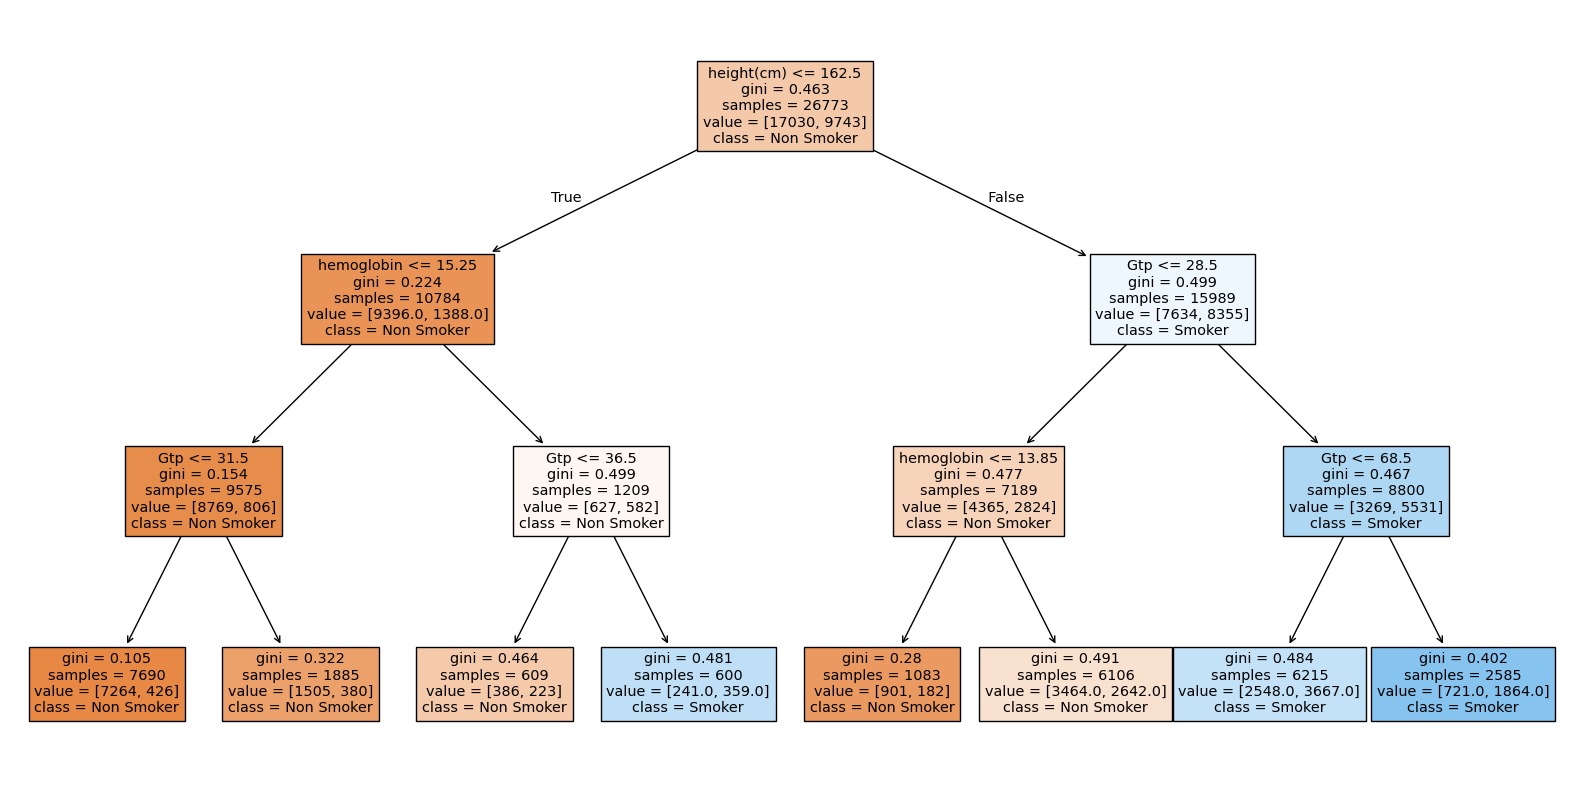 height(cm) <= 162.5
gini = 0.463
samples = 26773
value = [17030, 9743]
class = Non Smoker
True
False
hemoglobin <= 15.25
gini = 0.224
samples = 10784
value = [9396.0, 1388.0]
class = Non Smoker
Gtp <= 28.5
gini = 0.499
samples = 15989
value = [7634, 8355]
class = Smoker
Gtp <= 31.5
gini = 0.154
samples = 9575
value = [8769, 806]
class = Non Smoker
Gtp <= 36.5
gini = 0.499
samples = 1209
value = [627, 582]
class = Non Smoker
hemoglobin <= 13.85
gini = 0.477
samples = 7189
value = [4365, 2824]
class = Non Smoker
Gtp <= 68.5
gini = 0.467
samples = 8800
value = [3269, 5531]
class = Smoker
gini = 0.105
samples = 7690
value = [7264, 426]
class = Non Smoker
gini = 0.322
samples = 1885
value = [1505, 380]
class = Non Smoker
gini = 0.464
samples = 609
value = [386, 223]
class = Non Smoker
gini = 0.481
samples = 600
value = [241.0, 359.0]
class = Smoker
gini = 0.28
samples = 1083
value = [901, 182]
class = Non Smoker
gini = 0.491
samples = 6106
value = [3464.0, 2642.0]
class = Non Smoker
gini = 0.484
samples = 6215
value = [2548.0, 3667.0]
class = Smoker
gini = 0.402
samples = 2585
value = [721.0, 1864.0]
class = Smoker